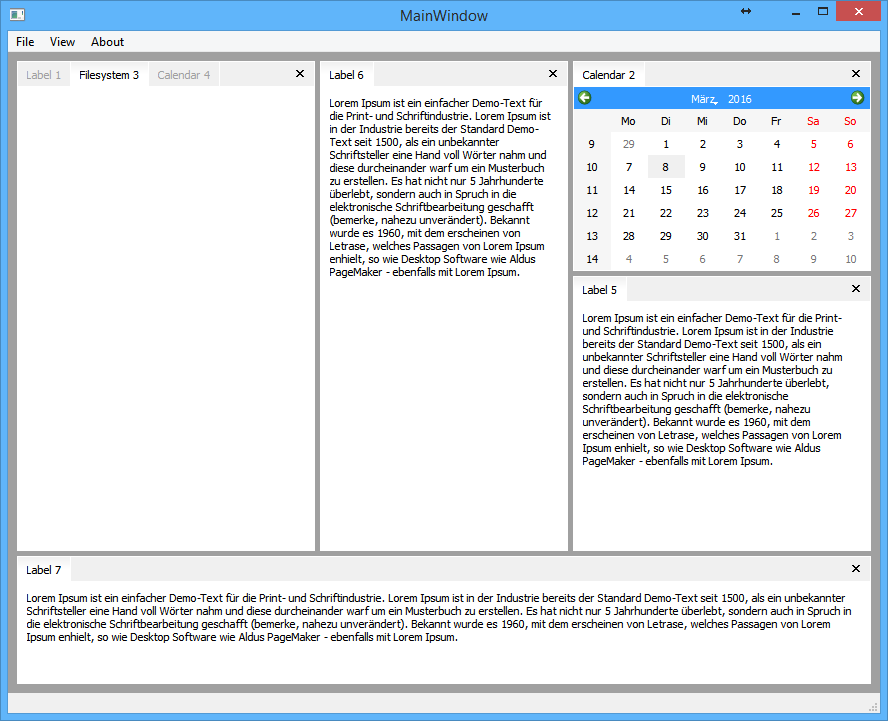 MainWindow
File View About
Label 1 Filesystem 3 Calendar 4
Label 6
Lorem Ipsum ist ein einfacher Demo-Text für
die Print- und Schriftindustrie. Lorem Ipsum ist
in der Industrie bereits der Standard Demo-
Text seit 1500, als ein unbekannter
Schriftsteller eine Hand voll Wörter nahm und
diese durcheinander warf um ein Musterbuch
zu erstellen. Es hat nicht nur 5 Jahrhunderte
überlebt, sondern auch in Spruch in die
elektronische Schriftbearbeitung geschafft
(bemerke, nahezu unverändert). Bekannt
wurde es 1960, mit dem erscheinen von
Letrase, welches Passagen von Lorem Ipsum
enhielt, so wie Desktop Software wie Aldus
PageMaker - ebenfalls mit Lorem Ipsum.
Calendar 2
März 2016
Mo Di Mi Do Fr Sa So
9 29 1 2 3 4 5 6
10 7 8 9 10 11 12 13
11 14 15 16 17 18 19 20
12 21 22 23 24 25 26 27
13 28 29 30 31 1 2 3
14 4 5 6 7 8 9 10
Label 5
Lorem Ipsum ist ein einfacher Demo-Text für die Print-
und Schriftindustrie. Lorem Ipsum ist in der Industrie
bereits der Standard Demo-Text seit 1500, als ein
unbekannter Schriftsteller eine Hand voll Wörter nahm
und diese durcheinander warf um ein Musterbuch zu
erstellen. Es hat nicht nur 5 Jahrhunderte überlebt,
sondern auch in Spruch in die elektronische
Schriftbearbeitung geschafft (bemerke, nahezu
unverändert). Bekannt wurde es 1960, mit dem
erscheinen von Letrase, welches Passagen von Lorem
Ipsum enhielt, so wie Desktop Software wie Aldus
PageMaker - ebenfalls mit Lorem Ipsum.
Label 7
Lorem Ipsum ist ein einfacher Demo-Text für die Print- und Schriftindustrie. Lorem Ipsum ist in der Industrie bereits der Standard Demo-Text seit 1500, als ein unbekannter
Schriftsteller eine Hand voll Wörter nahm und diese durcheinander warf um ein Musterbuch zu erstellen. Es hat nicht nur 5 Jahrhunderte überlebt, sondern auch in Spruch in
die elektronische Schriftbearbeitung geschafft (bemerke, nahezu unverändert). Bekannt wurde es 1960, mit dem erscheinen von Letrase, welches Passagen von Lorem
Ipsum enhielt, so wie Desktop Software wie Aldus PageMaker - ebenfalls mit Lorem Ipsum.